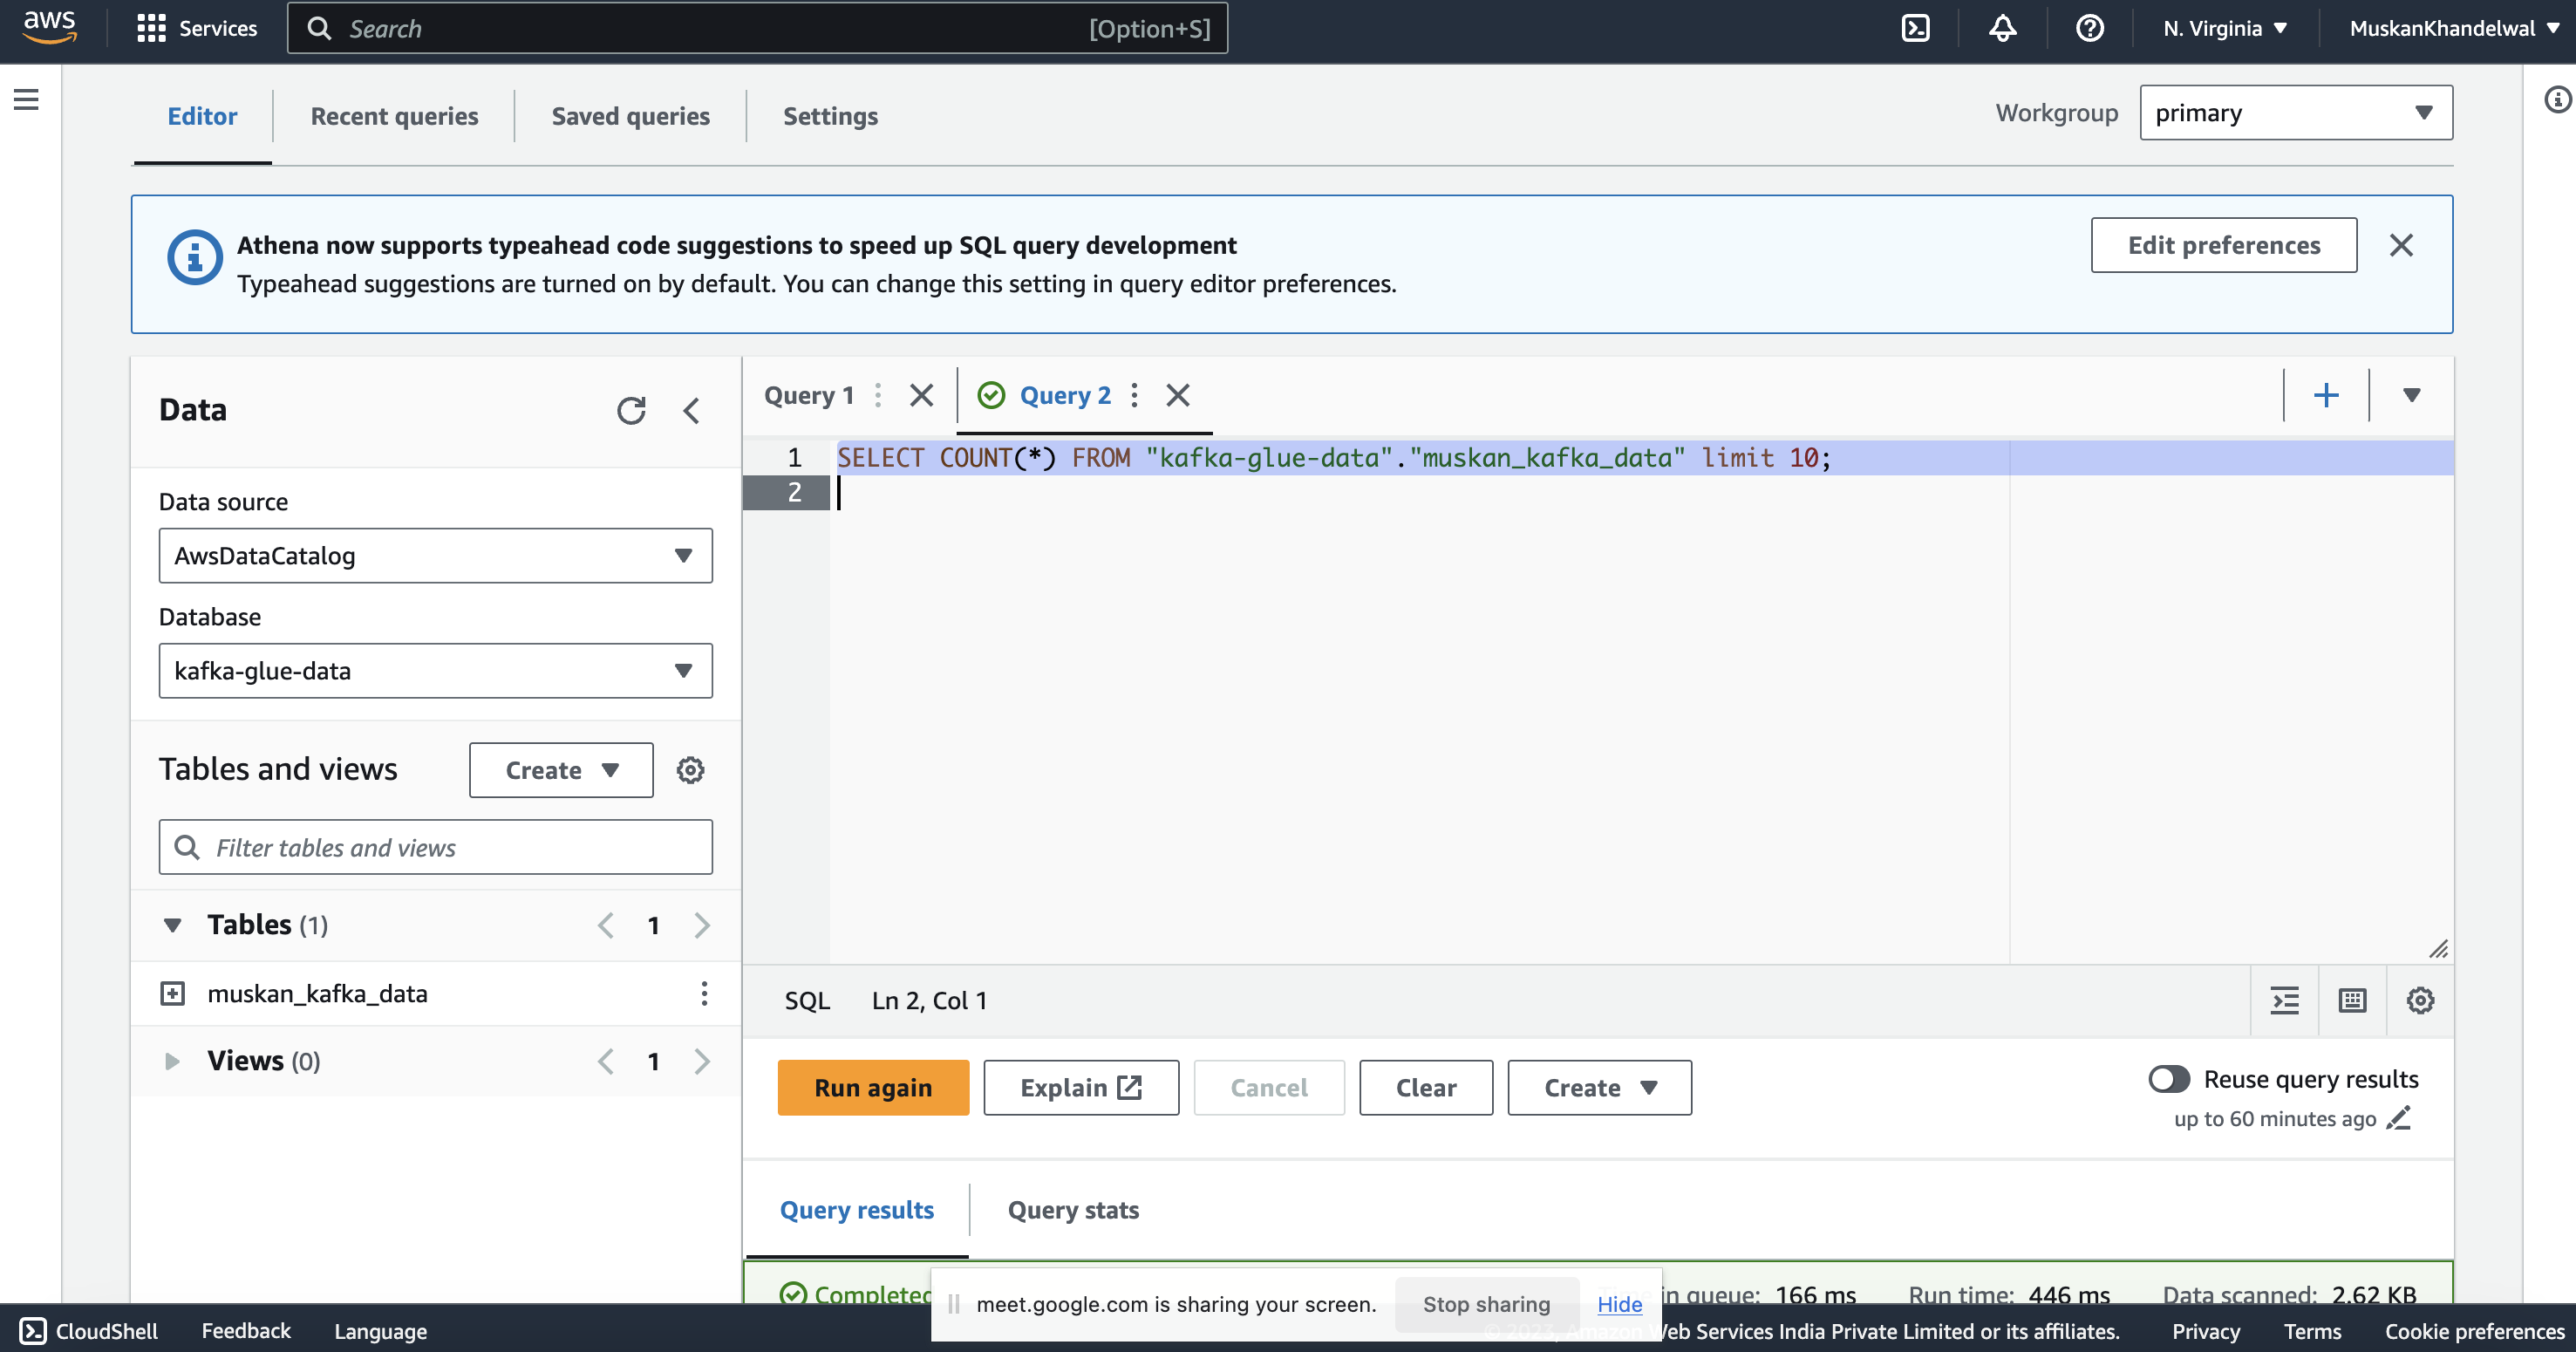 aws Services Search [Option+S] N. Virginia MuskanKhandelwal
Editor Recent queries Saved queries Settings Workgroup primary
Athena now supports typeahead code suggestions to speed up SQL query development
Typeahead suggestions are turned on by default. You can change this setting in query editor preferences.
Edit preferences
Data
Data source
AwsDataCatalog
Database
kafka-glue-data
Tables and views Create
Filter tables and views
Tables (1) 1
muskan_kafka_data
Views (0) 1
Query 1 Query 2
1 SELECT COUNT(*) FROM "kafka-glue-data"."muskan_kafka_data" limit 10;
2
SQL Ln 2, Col 1
Run again Explain Cancel Clear Create
Reuse query results
up to 60 minutes ago
Query results Query stats
Completed in queue: 166 ms Run time: 446 ms Data scanned: 2.62 KB
meet.google.com is sharing your screen. Stop sharing Hide
CloudShell Feedback Language © 2023, Amazon Web Services India Private Limited or its affiliates. Privacy Terms Cookie preferences